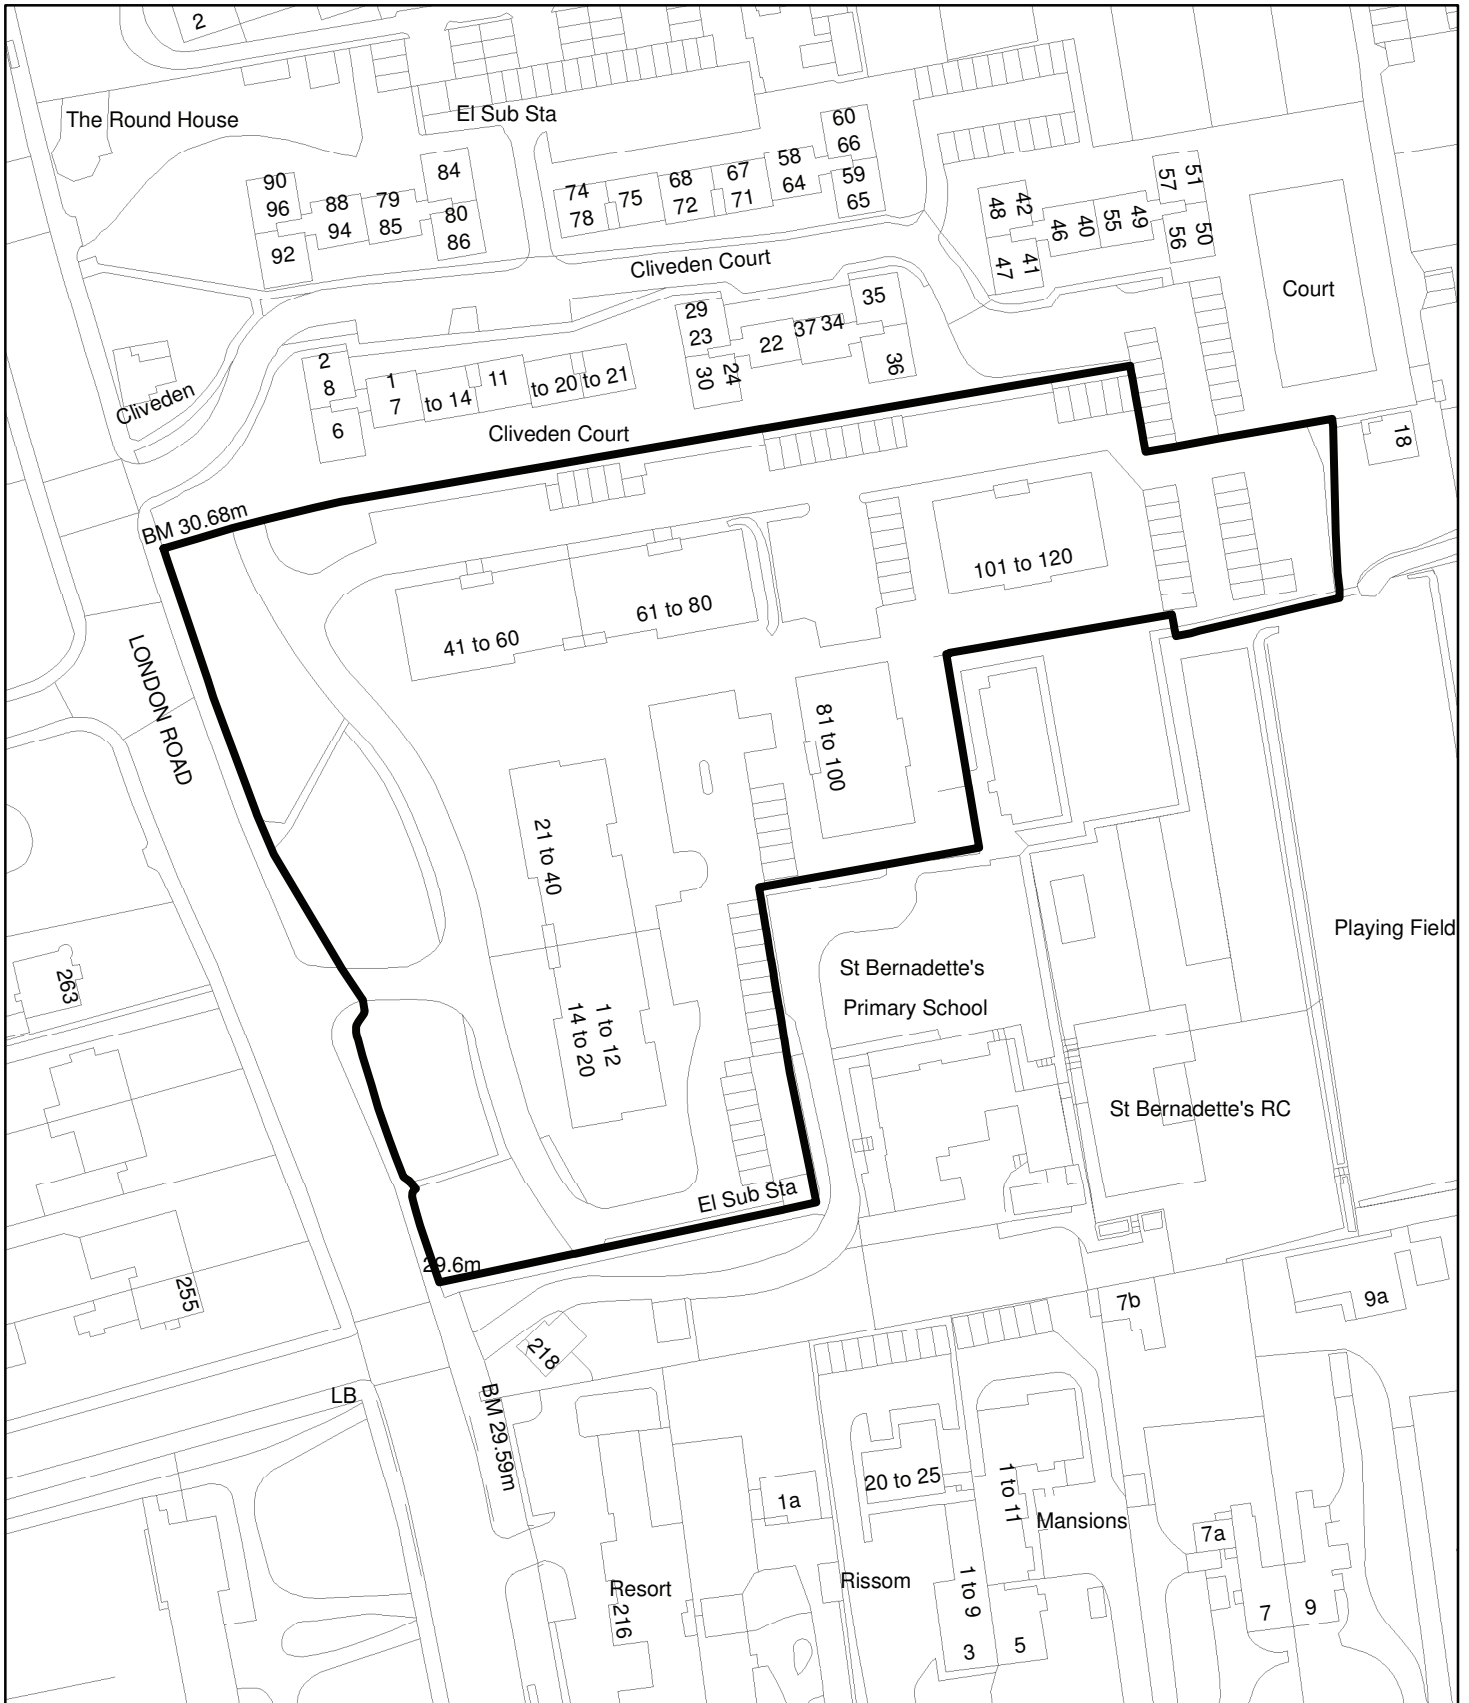 2
The Round House
El Sub Sta
60
66
90
96
88
94
79
85
84
80
86
92
74
78
75
68
72
67
71
58
64
59
65
48
42
47
41
46
40
55
49
57
51
56
50
Cliveden Court
Court
29
23
30
24
22
37 34
35
36
2
8
6
1
7
to 14
11
to 20
to 21
Cliveden
Cliveden Court
18
BM 30.68m
101 to 120
61 to 80
41 to 60
LONDON ROAD
81 to 100
21 to 40
263
Playing Field
St Bernadette's
Primary School
1 to 12
14 to 20
St Bernadette's RC
El Sub Sta
29.6m
255
7b
9a
218
LB
BM 29.59m
20 to 25
1 to 11
1a
Mansions
7a
Resort
216
Rissom
1 to 9
3
5
7
9